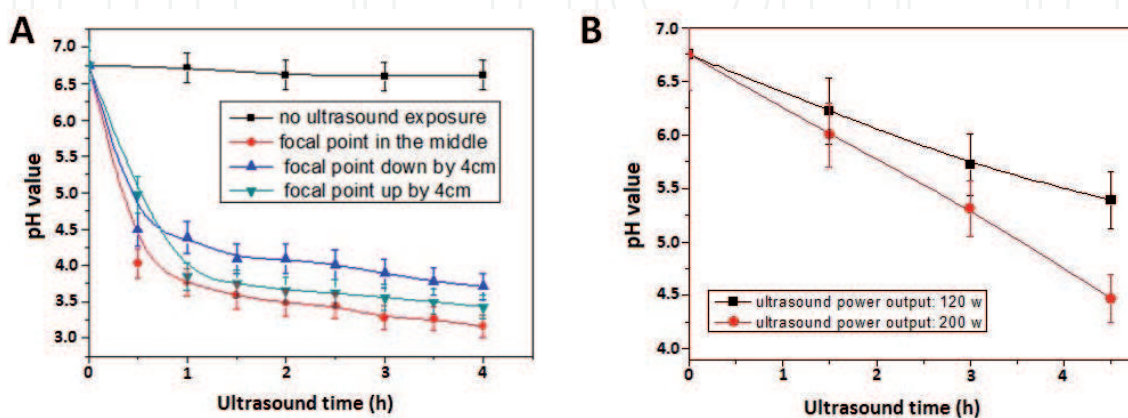 A
pH value
7.0
6.5
6.0
5.5
5.0
4.5
4.0
3.5
3.0
no ultrasound exposure
focal point in the middle
focal point down by 4cm
focal point up by 4cm
0 1 2 3 4
Ultrasound time (h)
B
pH value
7.0
6.5
6.0
5.5
5.0
4.5
4.0
ultrasound power output: 120 w
ultrasound power output: 200 w
0 1 2 3 4
Ultrasound time (h)